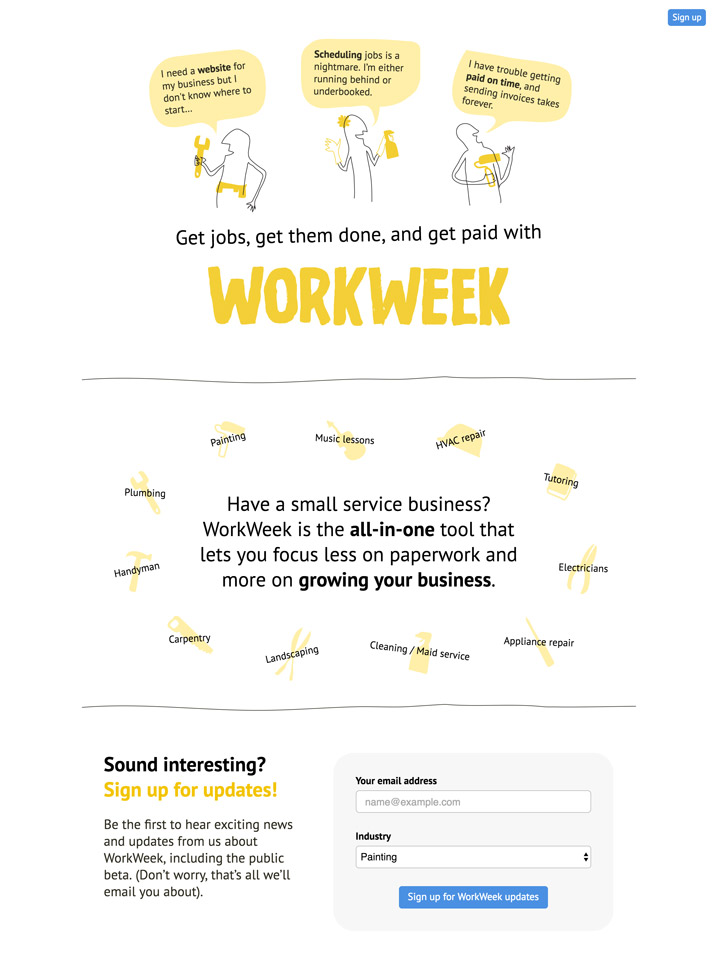 Sign up
I need a website for
my business but I
don't know where to
start...
Scheduling jobs is a
nightmare. I'm either
running behind or
underbooked.
I have trouble getting
paid on time, and
sending invoices takes
forever.
Get jobs, get them done, and get paid with
WORKWEEK
Painting
Music lessons
HVAC repair
Plumbing
Tutoring
Have a small service business?
WorkWeek is the all-in-one tool that
lets you focus less on paperwork and
more on growing your business.
Handyman
Electricians
Carpentry
Landscaping
Cleaning / Maid service
Appliance repair
Sound interesting?
Sign up for updates!
Be the first to hear exciting news
and updates from us about
WorkWeek, including the public
beta. (Don't worry, that's all we'll
email you about).
Your email address
name@example.com
Industry
Painting
Sign up for WorkWeek updates